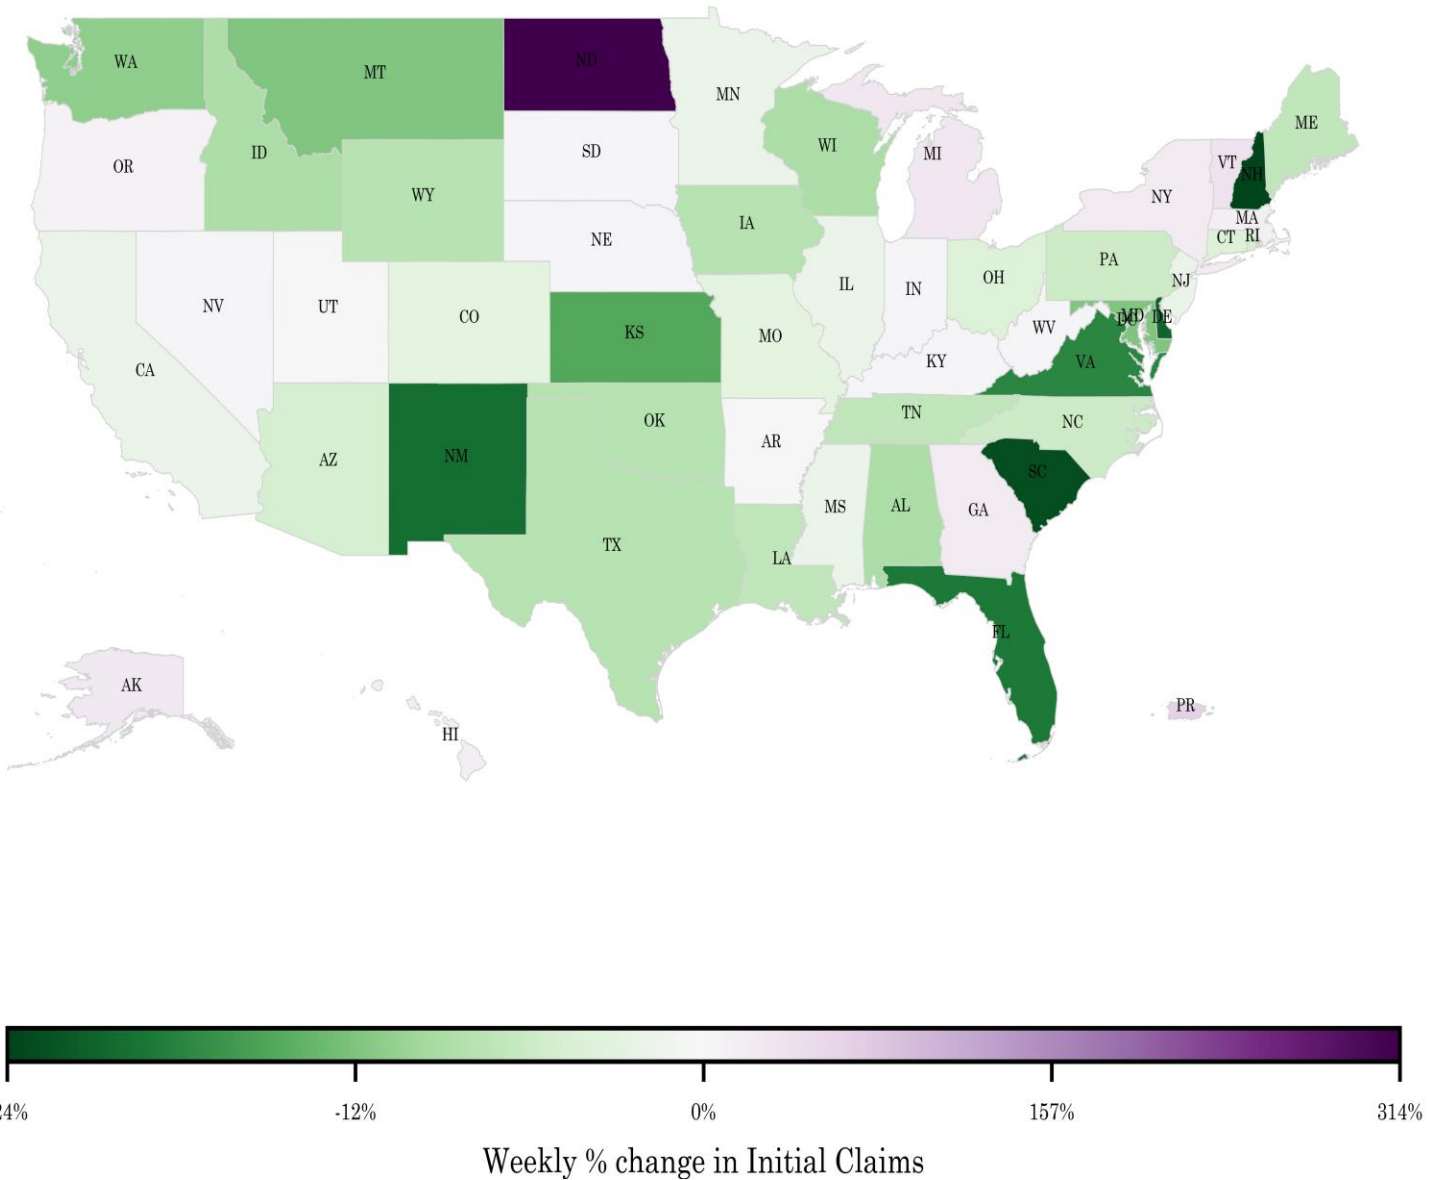 WA
MT
ND
MN
ME
OR
ID
WY
SD
WI
MI
VT
NH
NY
MA
CT RI
NE
IA
PA
NJ
NV
UT
CO
KS
MO
IL
IN
OH
WV
MD
DC
DE
VA
KY
CA
AZ
NM
OK
AR
TN
NC
SC
TX
LA
MS
AL
GA
FL
AK
HI
PR
24%
-12%
0%
157%
314%
Weekly % change in Initial Claims